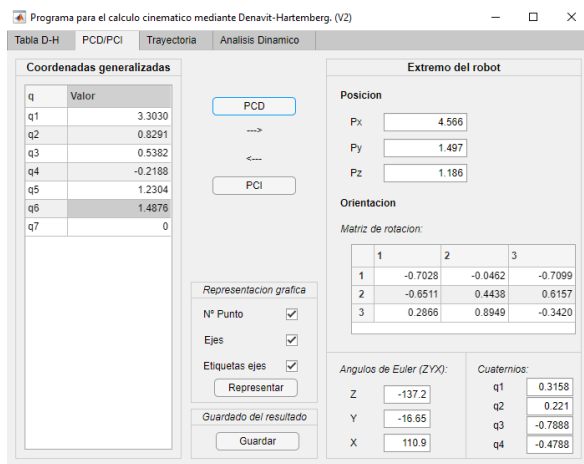 Programa para el calculo cinematico mediante Denavit-Hartemberg. (V2)
Tabla D-H PCD/PCI Trayectoria Analisis Dinamico
Coordenadas generalizadas
q Valor
q1 3.3030
q2 0.8291
q3 0.5382
q4 -0.2188
q5 1.2304
q6 1.4876
q7 0
PCD
--->
<---
PCI
Representacion grafica
Nº Punto
Ejes
Etiquetas ejes
Representar
Guardado del resultado
Guardar
Extremo del robot
Posicion
Px 4.566
Py 1.497
Pz 1.186
Orientacion
Matriz de rotacion:
1 2 3
1 -0.7028 -0.0462 -0.7099
2 -0.6511 0.4438 0.6157
3 0.2866 0.8949 -0.3420
Angulos de Euler (ZYX):
Z -137.2
Y -16.65
X 110.9
Cuaternios:
q1 0.3158
q2 0.221
q3 -0.7888
q4 -0.4788